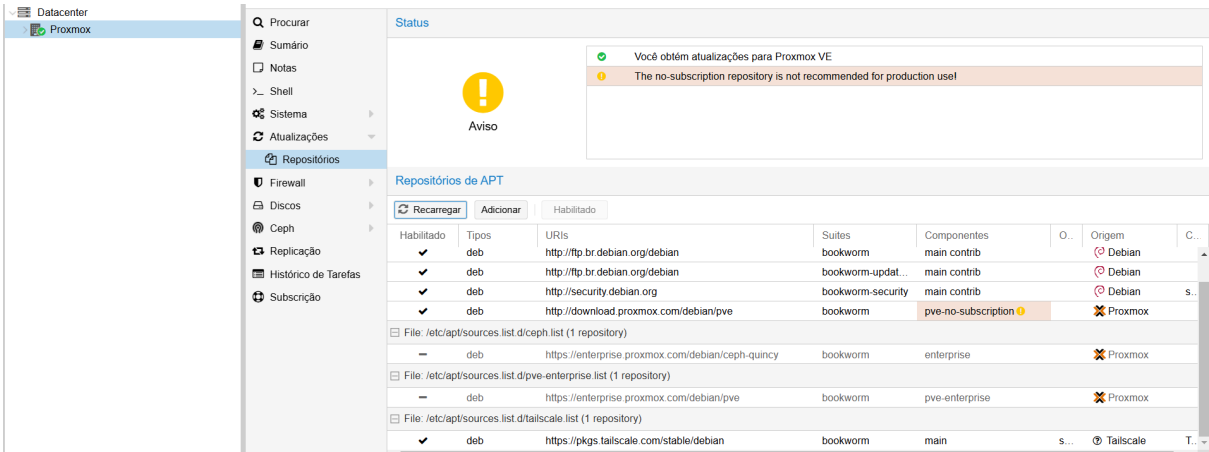 Datacenter
Proxmox
Procurar
Sumário
Notas
Shell
Sistema
Atualizações
Repositórios
Firewall
Discos
Ceph
Replicação
Histórico de Tarefas
Subscrição
Status
Aviso
Você obtém atualizações para Proxmox VE
The no-subscription repository is not recommended for production use!
Repositórios de APT
Recarregar Adicionar Habilitado
Habilitado Tipos URIs Suites Componentes O... Origem C...
deb http://ftp.br.debian.org/debian bookworm main contrib Debian
deb http://ftp.br.debian.org/debian bookworm-updat... main contrib Debian
deb http://security.debian.org bookworm-security main contrib Debian s...
deb http://download.proxmox.com/debian/pve bookworm pve-no-subscription Proxmox
File: /etc/apt/sources.list.d/ceph.list (1 repository)
deb https://enterprise.proxmox.com/debian/ceph-quincy bookworm enterprise Proxmox
File: /etc/apt/sources.list.d/pve-enterprise.list (1 repository)
deb https://enterprise.proxmox.com/debian/pve bookworm pve-enterprise Proxmox
File: /etc/apt/sources.list.d/tailscale.list (1 repository)
deb https://pkgs.tailscale.com/stable/debian bookworm main s... Tailscale T...